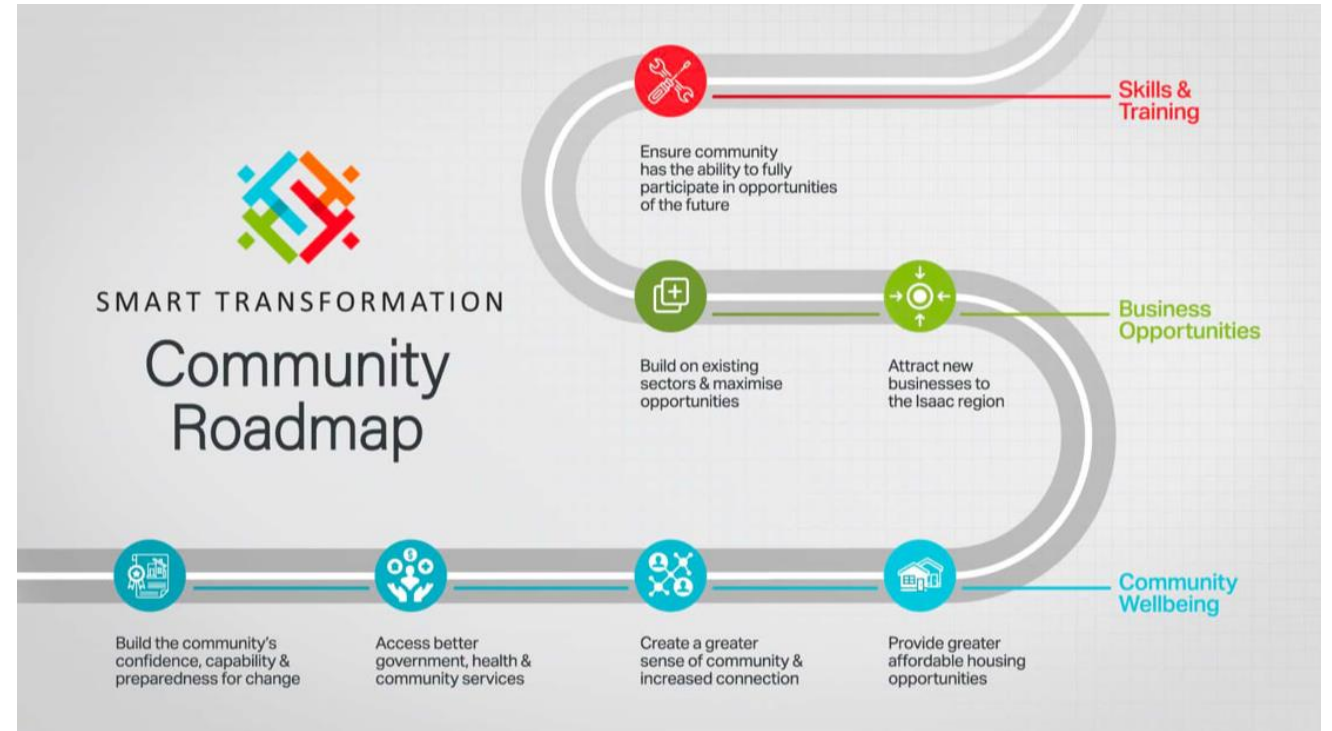 Skills &
Training
Ensure community
has the ability to fully
participate in opportunities
of the future
SMART TRANSFORMATION
Community
Roadmap
Business
Opportunities
Build on existing
sectors & maximise
opportunities
Attract new
businesses to
the Isaac region
Community
Wellbeing
Build the community's
confidence, capability &
preparedness for change
Access better
government, health &
community services
Create a greater
sense of community &
increased connection
Provide greater
affordable housing
opportunities